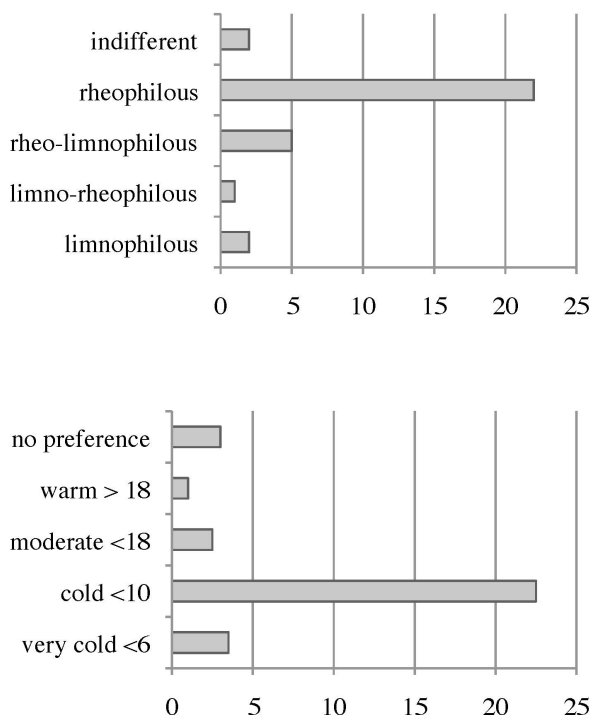 indifferent
rheophilous
rheo-limnophilous
limno-rheophilous
limnophilous
0 5 10 15 20 25
no preference
warm > 18
moderate <18
cold <10
very cold <6
0 5 10 15 20 25